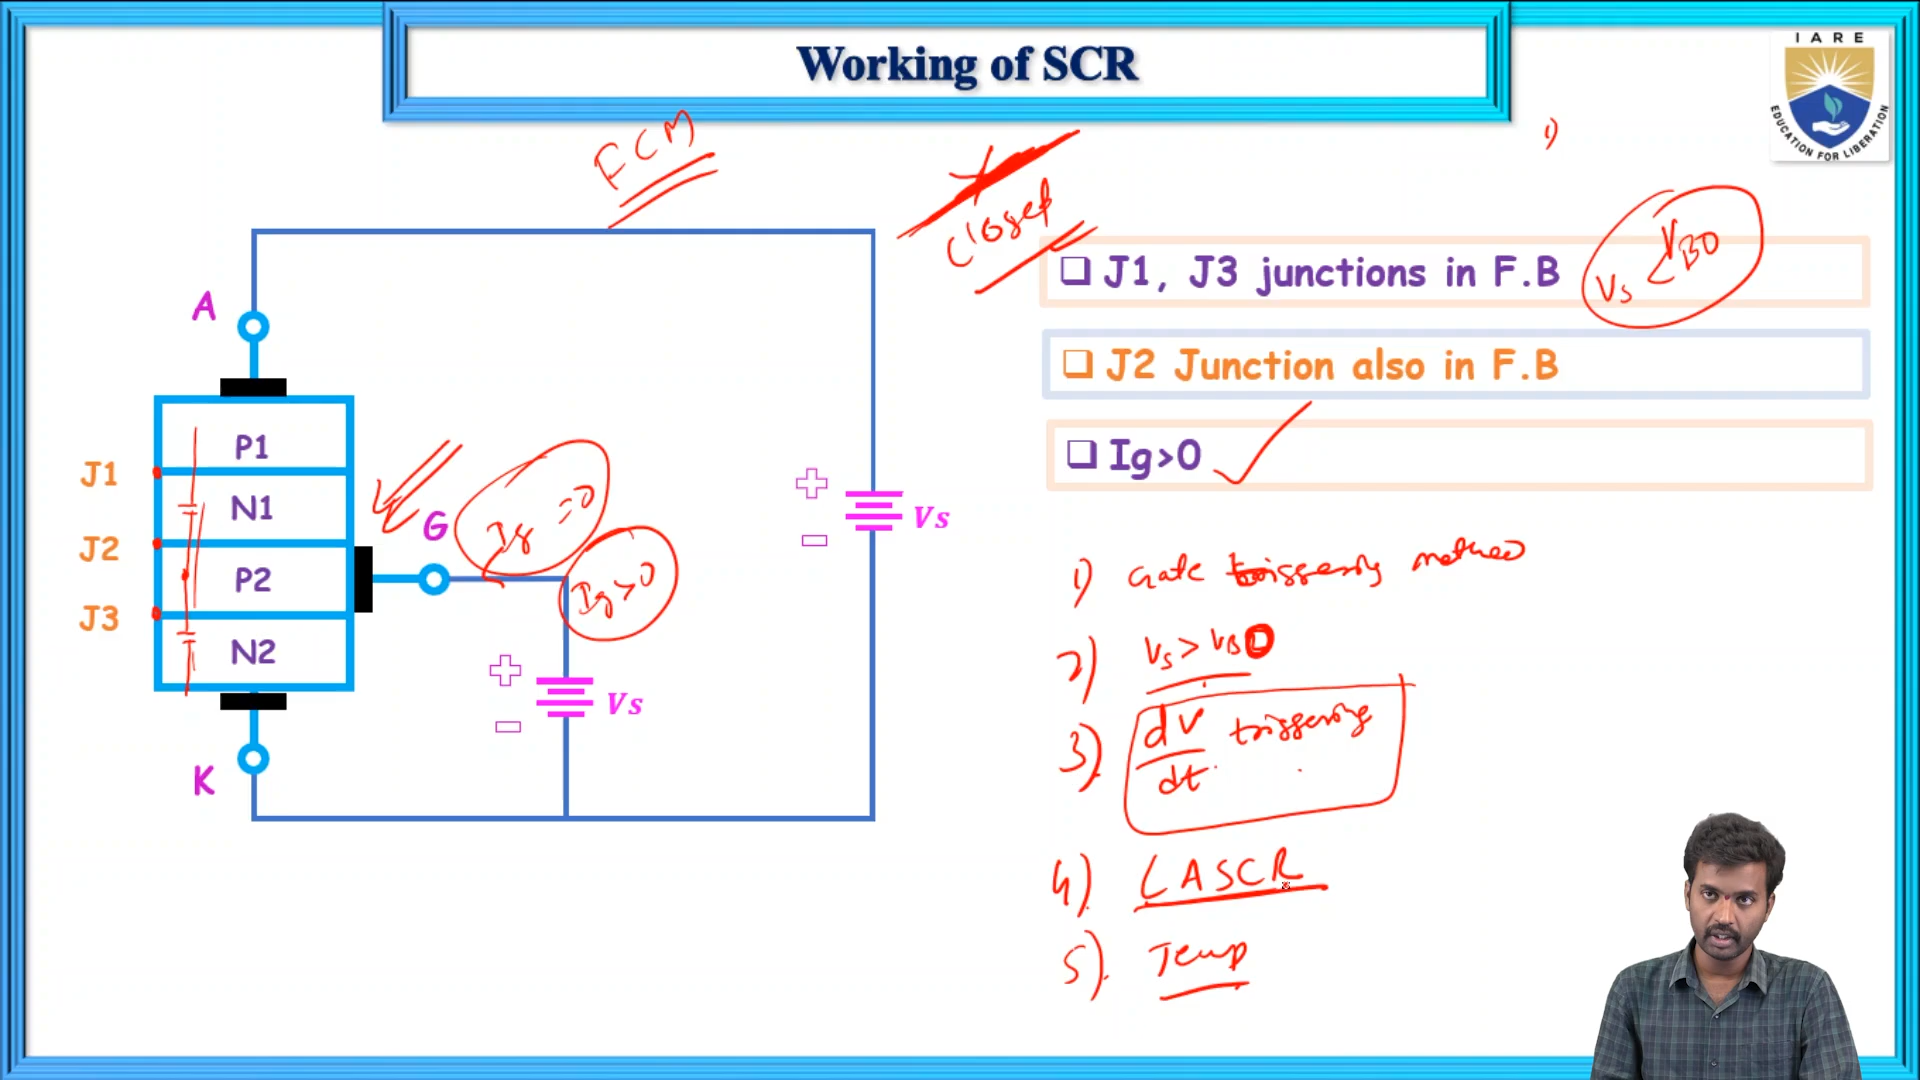 Working of SCR
IARE
EDUCATION FOR LIBERATION
1)
FCM
Closed
❑ J1, J3 junctions in F.B
Vs < VBO
❑ J2 Junction also in F.B
❑ Ig>0
A
P1
J1
N1
J2
P2
J3
N2
K
G
Ig = 0
Ig > 0
Vs
Vs
1) Gate triggering method
2) Vs > VBO
3). dV/dt triggering
4). LASCR
5). Temp